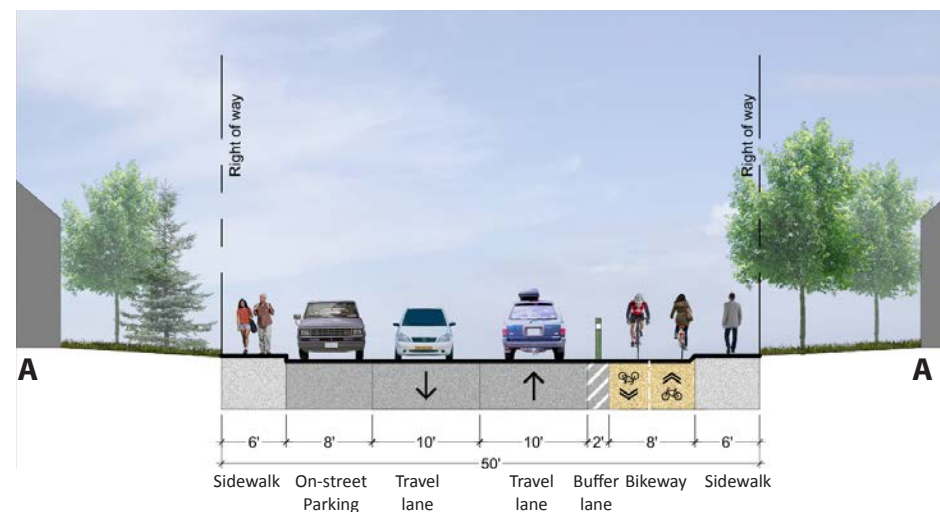 Right of way
Right of way
A
A
6'
8'
10'
10'
2'
8'
6'
50'
Sidewalk
On-street
Parking
Travel
lane
Travel
lane
Buffer
lane
Bikeway
Sidewalk